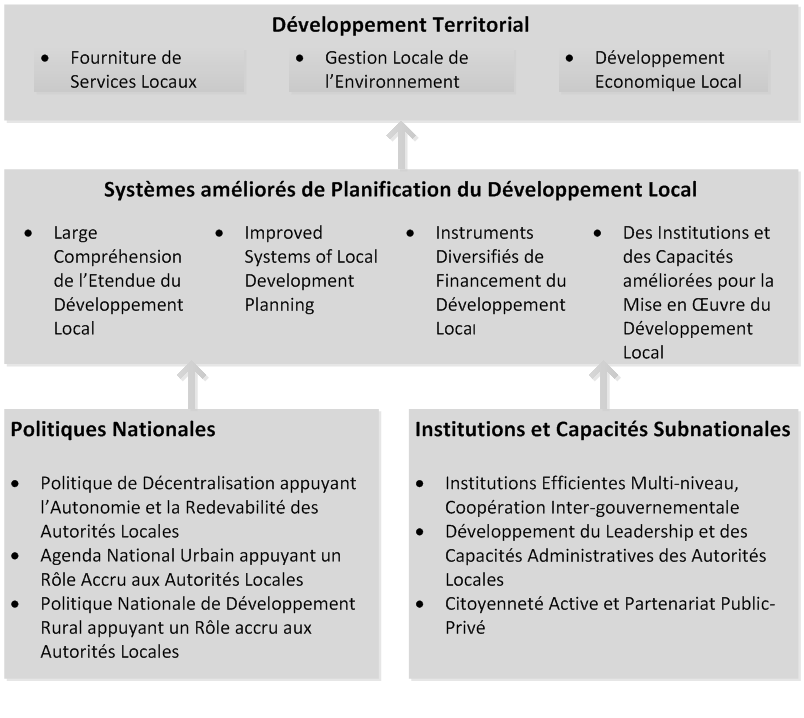 Développement Territorial
• Fourniture de
Services Locaux
• Gestion Locale de
l'Environnement
• Développement
Economique Local
Systèmes améliorés de Planification du Développement Local
• Large
Compréhension
de l'Etendue du
Développement
Local
• Improved
Systems of Local
Development
Planning
• Instruments
Diversifiés de
Financement du
Développement
Local
• Des Institutions et
des Capacités
améliorées pour la
Mise en Œuvre du
Développement
Local
Politiques Nationales
• Politique de Décentralisation appuyant
l'Autonomie et la Redevabilité des
Autorités Locales
• Agenda National Urbain appuyant un
Rôle Accru aux Autorités Locales
• Politique Nationale de Développement
Rural appuyant un Rôle accru aux
Autorités Locales
Institutions et Capacités Subnationales
• Institutions Efficientes Multi-niveau,
Coopération Inter-gouvernementale
• Développement du Leadership et des
Capacités Administratives des Autorités
Locales
• Citoyenneté Active et Partenariat Public-
Privé